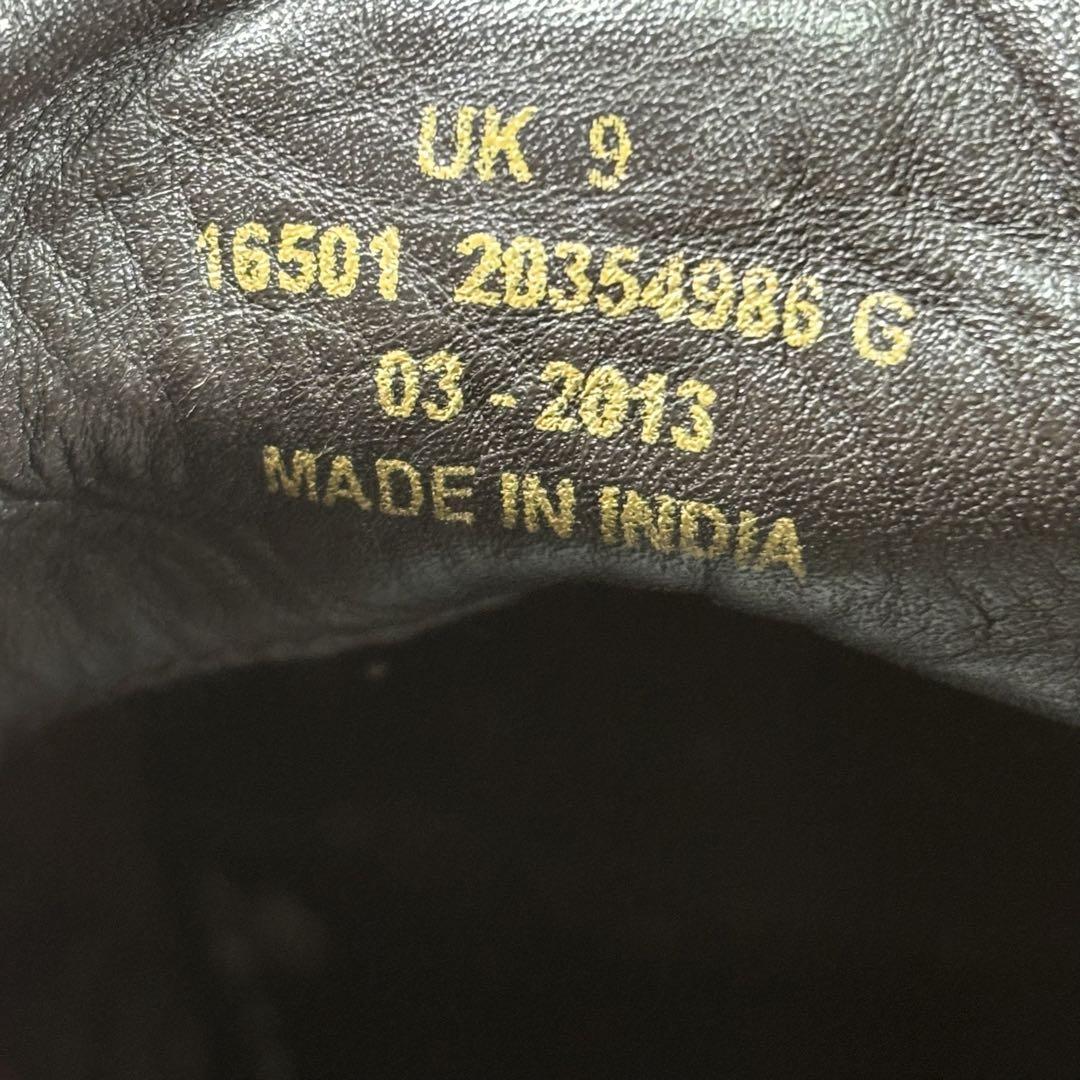 UK 9
16501 20354986 G
03 - 2013
MADE IN INDIA